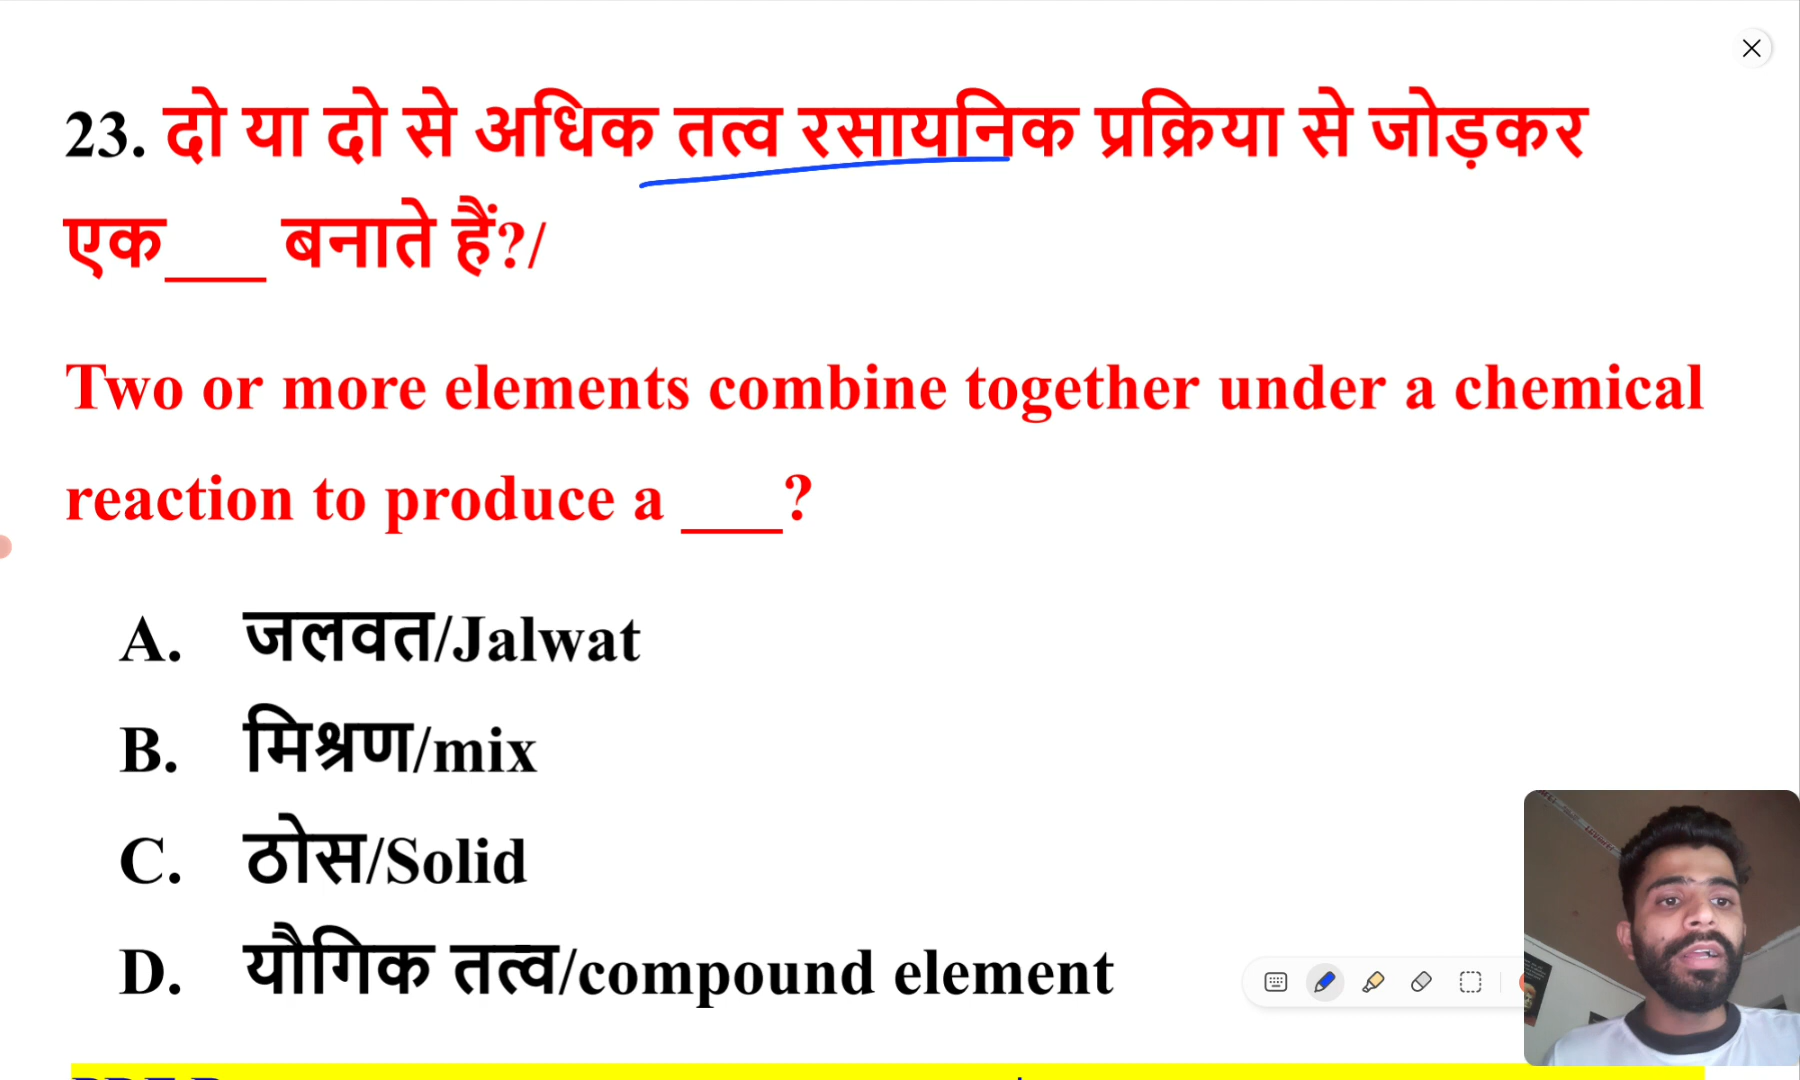 23. दो या दो से अधिक तत्व रसायनिक प्रक्रिया से जोड़कर
एक___ बनाते हैं?/
Two or more elements combine together under a chemical
reaction to produce a ___?
A. जलवत/Jalwat
B. मिश्रण/mix
C. ठोस/Solid
D. यौगिक तत्व/compound element